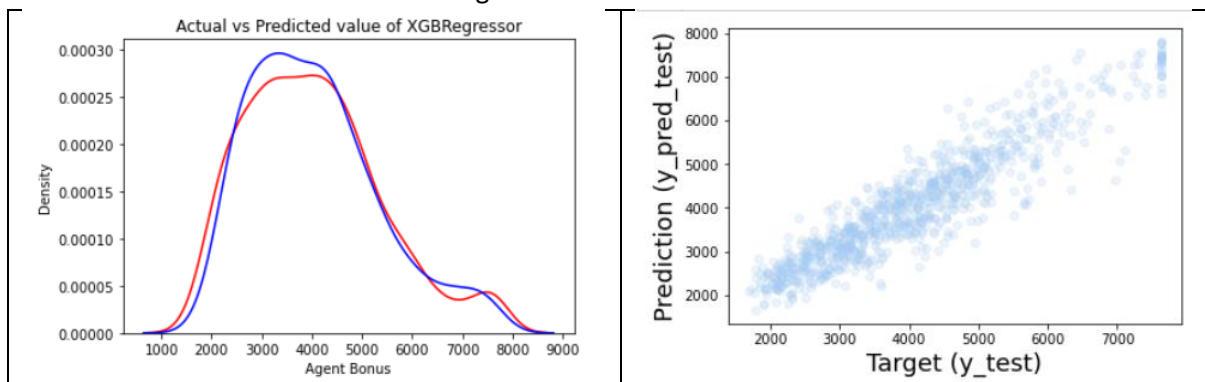 Actual vs Predicted value of XGBRegressor
0.00030
0.00025
0.00020
0.00015
0.00010
0.00005
0.00000
Density
1000 2000 3000 4000 5000 6000 7000 8000 9000
Agent Bonus
8000
7000
6000
5000
4000
3000
2000
Prediction (y_pred_test)
2000 3000 4000 5000 6000 7000
Target (y_test)